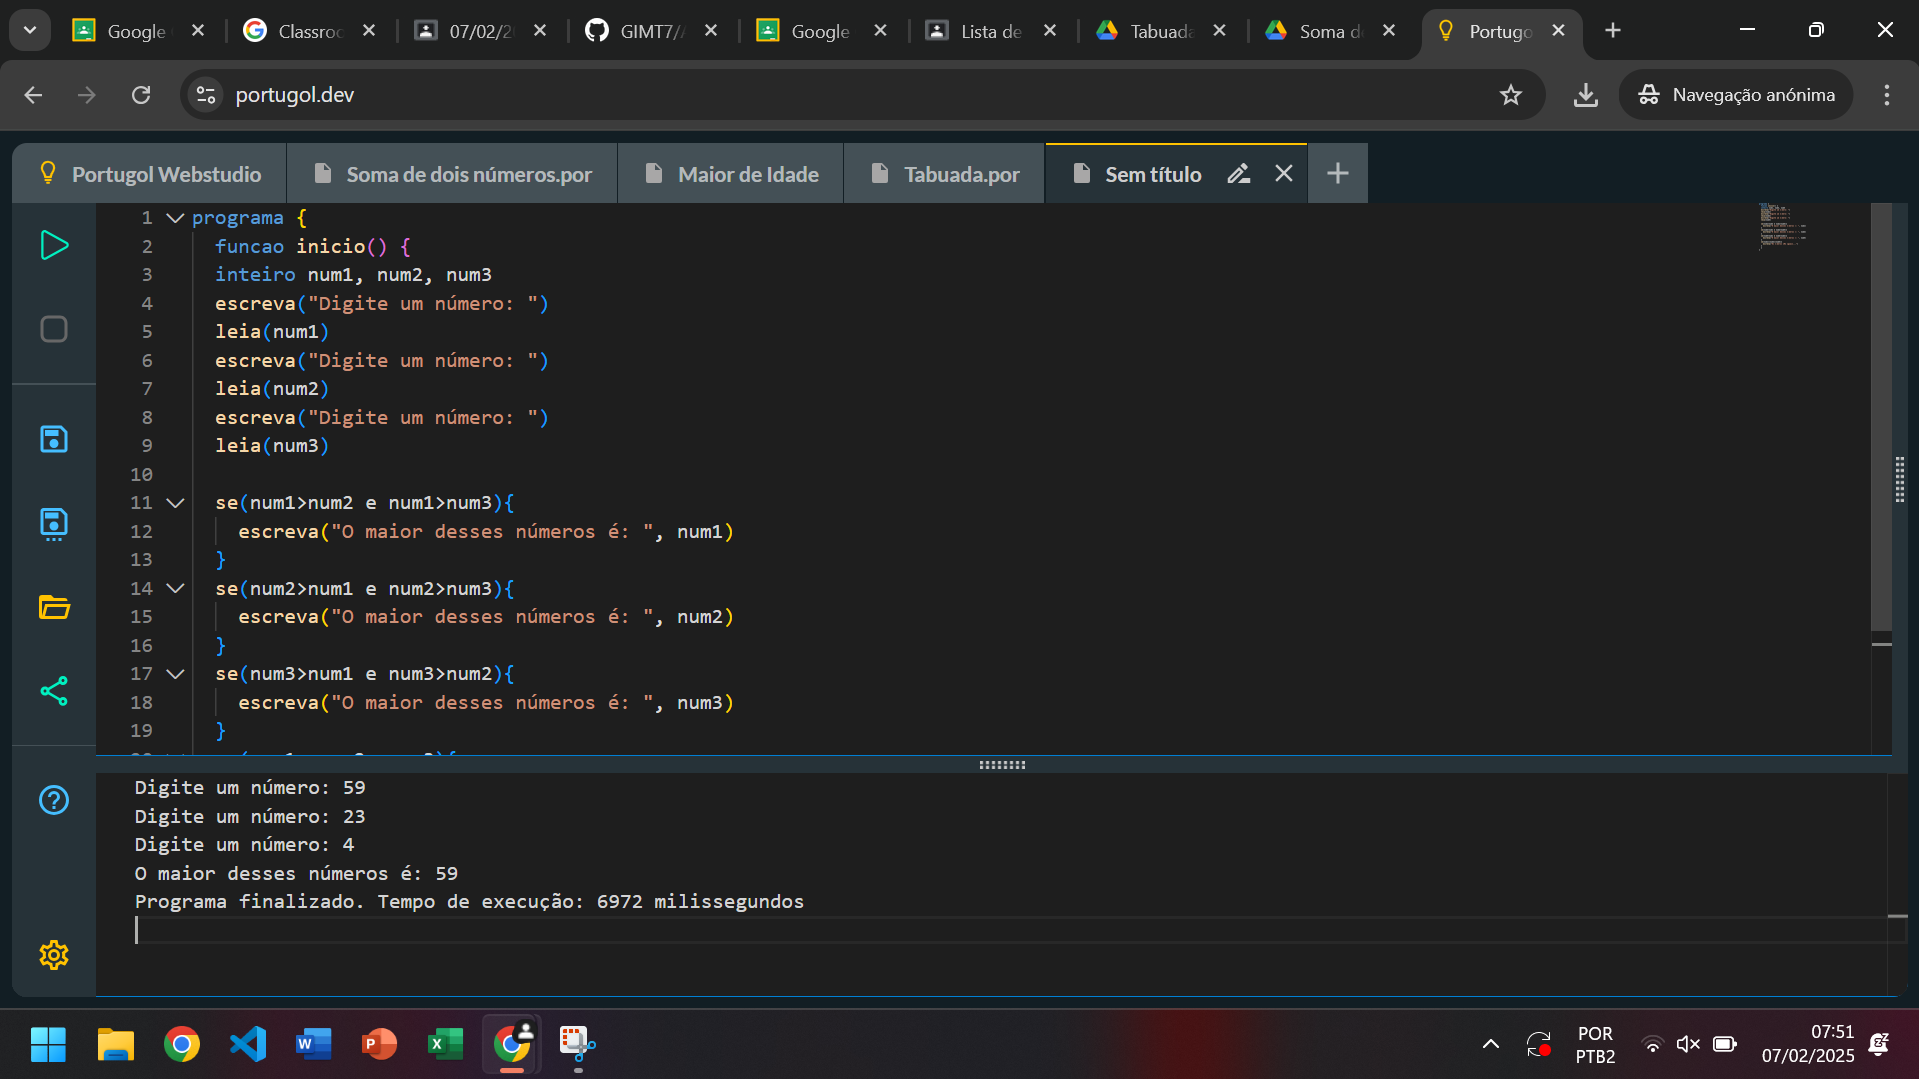 Google
Classroo
07/02/2
GIMT7/
Google
Lista de
Tabuada
Soma d
Portugo
portugol.dev
Navegação anónima
Portugol Webstudio
Soma de dois números.por
Maior de Idade
Tabuada.por
Sem título
1 programa {
2 funcao inicio() {
3 inteiro num1, num2, num3
4 escreva("Digite um número: ")
5 leia(num1)
6 escreva("Digite um número: ")
7 leia(num2)
8 escreva("Digite um número: ")
9 leia(num3)
10
11 se(num1>num2 e num1>num3){
12 escreva("O maior desses números é: ", num1)
13 }
14 se(num2>num1 e num2>num3){
15 escreva("O maior desses números é: ", num2)
16 }
17 se(num3>num1 e num3>num2){
18 escreva("O maior desses números é: ", num3)
19 }
Digite um número: 59
Digite um número: 23
Digite um número: 4
O maior desses números é: 59
Programa finalizado. Tempo de execução: 6972 milissegundos
POR
PTB2
07:51
07/02/2025